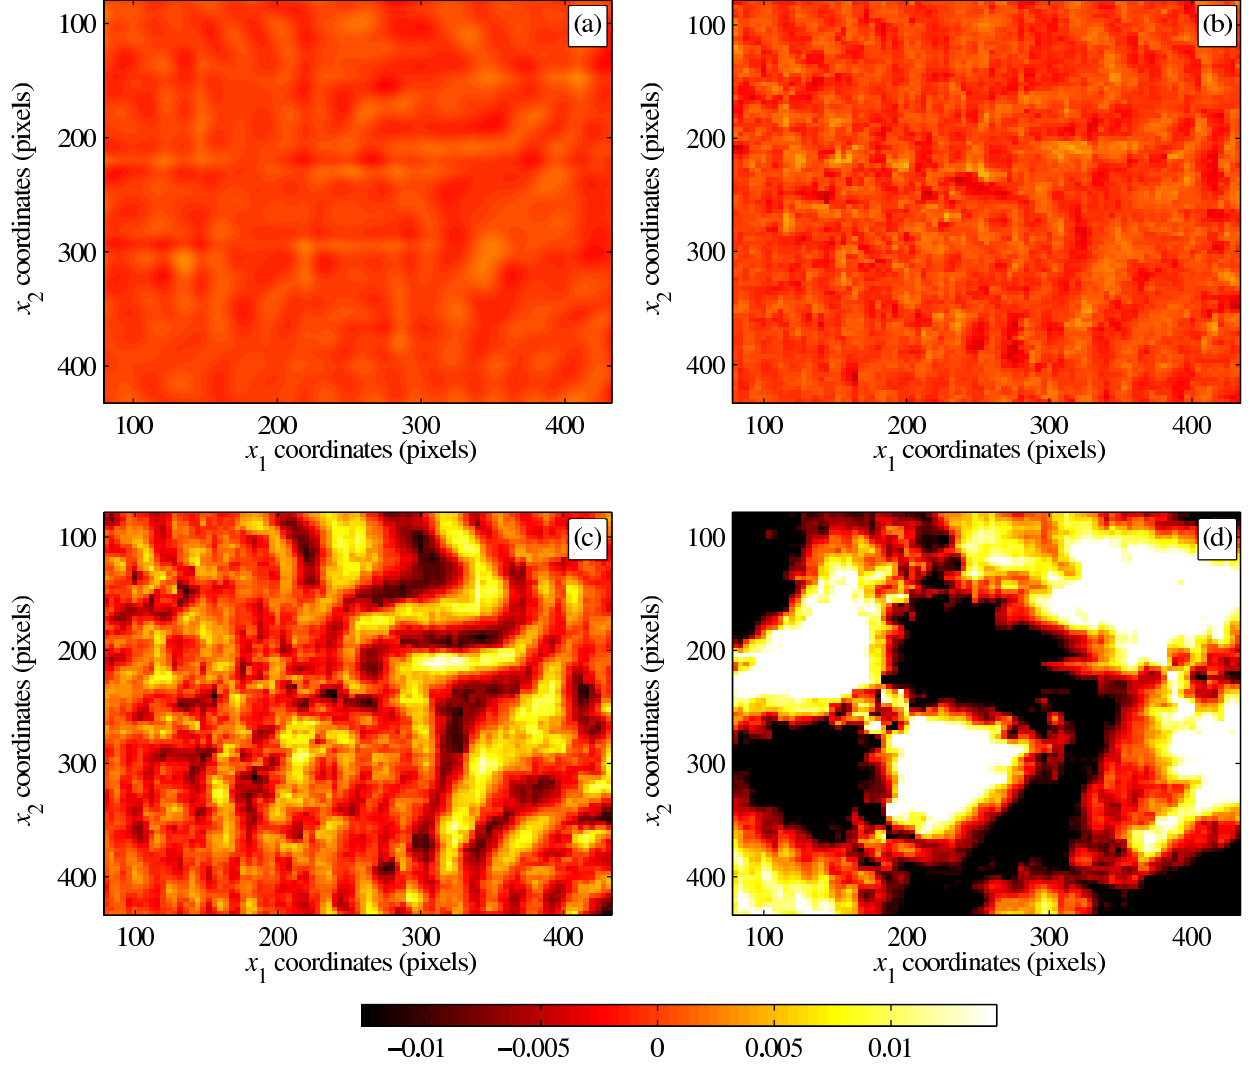 (a)
100
200
300
400
x2 coordinates (pixels)
100 200 300 400
x1 coordinates (pixels)
(b)
100
200
300
400
x2 coordinates (pixels)
100 200 300 400
x1 coordinates (pixels)
(c)
100
200
300
400
x2 coordinates (pixels)
100 200 300 400
x1 coordinates (pixels)
(d)
100
200
300
400
x2 coordinates (pixels)
100 200 300 400
x1 coordinates (pixels)
−0.01 −0.005 0 0.005 0.01